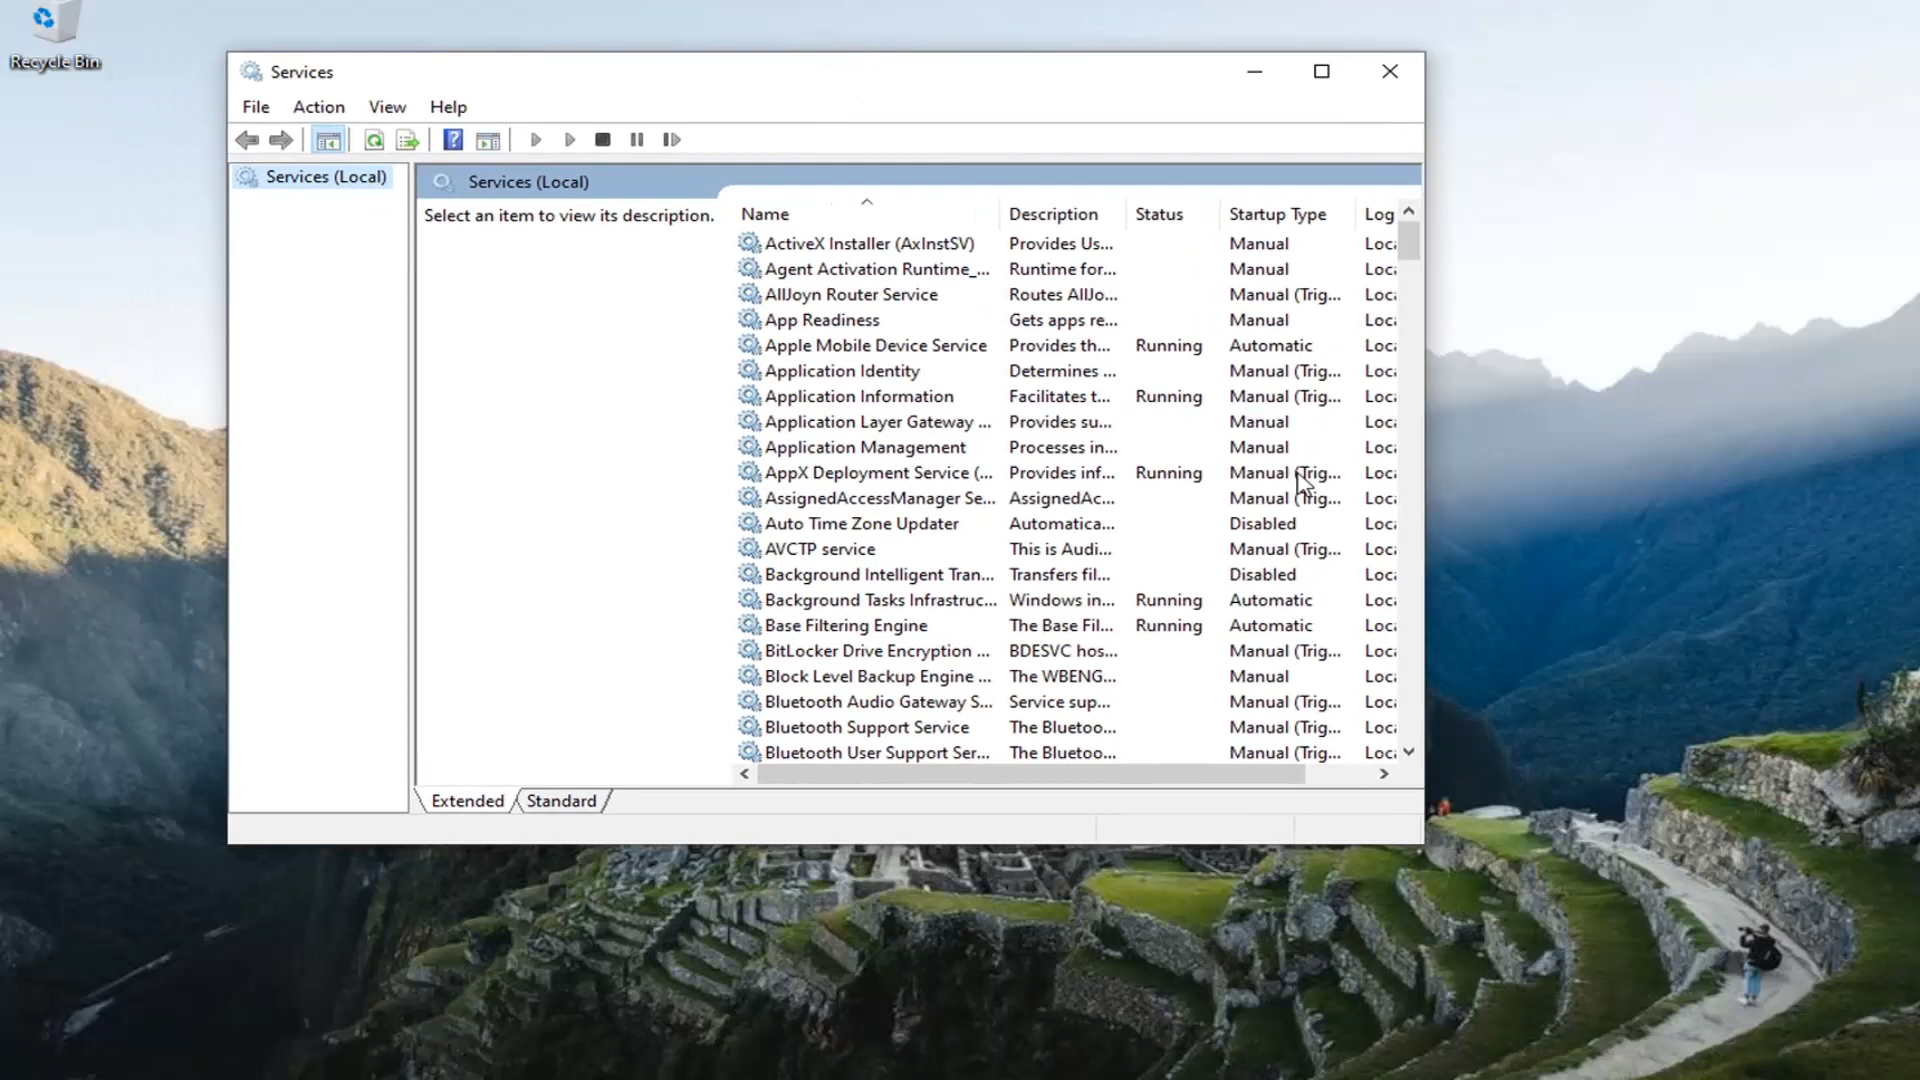 Recycle Bin
Services
File Action View Help
Services (Local)
Services (Local)
Select an item to view its description.
Name Description Status Startup Type Log
ActiveX Installer (AxInstSV) Provides Us... Manual Loca
Agent Activation Runtime_... Runtime for... Manual Loca
AllJoyn Router Service Routes AllJo... Manual (Trig... Loca
App Readiness Gets apps re... Manual Loca
Apple Mobile Device Service Provides th... Running Automatic Loca
Application Identity Determines ... Manual (Trig... Loca
Application Information Facilitates t... Running Manual (Trig... Loca
Application Layer Gateway ... Provides su... Manual Loca
Application Management Processes in... Manual Loca
AppX Deployment Service (... Provides inf... Running Manual (Trig... Loca
AssignedAccessManager Se... AssignedAc... Manual (Trig... Loca
Auto Time Zone Updater Automatica... Disabled Loca
AVCTP service This is Audi... Manual (Trig... Loca
Background Intelligent Tran... Transfers fil... Disabled Loca
Background Tasks Infrastruc... Windows in... Running Automatic Loca
Base Filtering Engine The Base Fil... Running Automatic Loca
BitLocker Drive Encryption ... BDESVC hos... Manual (Trig... Loca
Block Level Backup Engine ... The WBENG... Manual Loca
Bluetooth Audio Gateway S... Service sup... Manual (Trig... Loca
Bluetooth Support Service The Bluetoo... Manual (Trig... Loca
Bluetooth User Support Ser... The Bluetoo... Manual (Trig... Loca
Extended Standard